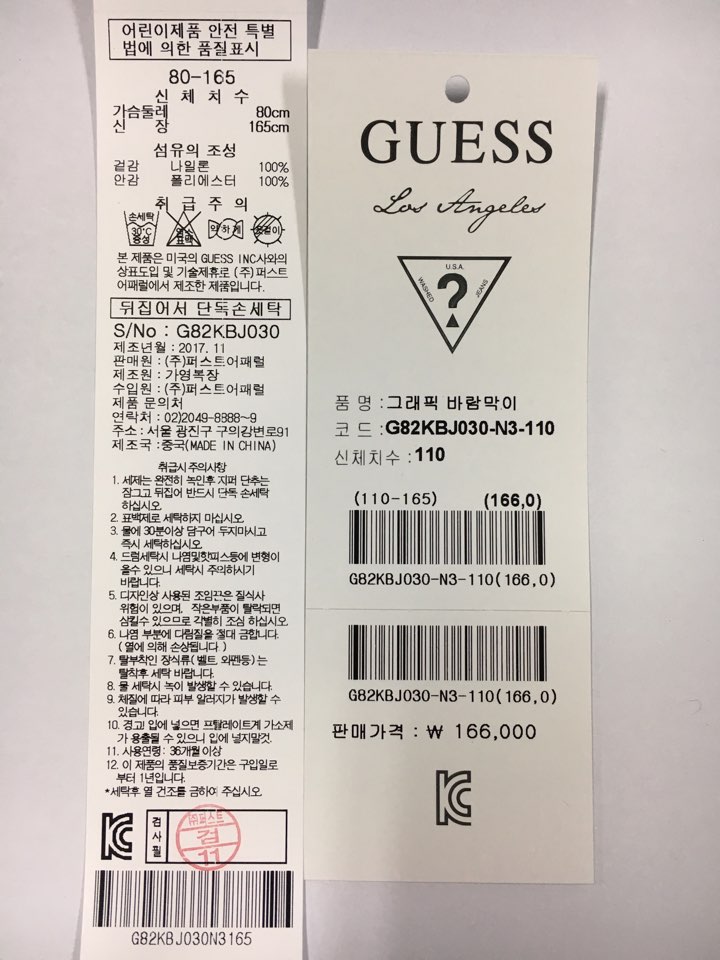 어린이제품 안전 특별
법에 의한 품질표시
80-165
신 체 치 수
가슴둘레 80cm
신 장 165cm
섬유의 조성
겉감 나일론 100%
안감 폴리에스터 100%
취 급 주 의
손세탁
30°C
중성
염소
표백
약하게
옷걸이
본 제품은 미국의 GUESS INC사와의
상표도입 및 기술제휴로 (주)퍼스트
어패럴에서 제조한 제품입니다.
뒤집어서 단독손세탁
S/No : G82KBJ030
제조년월 : 2017. 11
판매원 : (주)퍼스트어패럴
제조원 : 가영복장
수입원 : (주)퍼스트어패럴
제품 문의처
연락처 : 02)2049-8888~9
주소 : 서울 광진구 구의강변로91
제조국 : 중국(MADE IN CHINA)
취급시 주의사항
1. 세제는 완전히 녹인후 지퍼 단추는
잠그고 뒤집어 반드시 단독 손세탁
하십시오.
2. 표백제로 세탁하지 마십시오.
3. 물에 30분이상 담구어 두지마시고
즉시 세탁하십시오.
4. 드럼세탁시 나염및핫피스등에 변형이
올수 있으니 세탁시 주의하시기
바랍니다.
5. 디자인상 사용된 조임끈은 질식사
위험이 있으며, 작은부품이 탈락되면
삼킬수 있으므로 각별히 조심 하십시오.
6. 나염 부분에 다림질을 절대 금합니다.
( 열에 의해 손상됩니다. )
7. 탈부착인 장식류( 벨트, 와펜등 ) 는
탈착후 세탁 바랍니다.
8. 물 세탁시 녹이 발생할 수 있습니다.
9. 체질에 따라 피부 알러지가 발생할 수
있습니다.
10. 경고! 입에 넣으면 프탈레이트계 가소제
가 용출될 수 있으니 입에 넣지말것.
11. 사용연령 : 36개월 이상
12. 이 제품의 품질보증기간은 구입일로
부터 1년입니다.
*세탁후 열 건조를 금하여 주십시오.
KC
검사필
(주)퍼스트
검
11
G82KBJ030N3165
GUESS
Los Angeles
U.S.A.
WASHED
?
JEANS
품 명 : 그래픽 바람막이
코 드 : G82KBJ030-N3-110
신체치수 : 110
(110-165) (166,0)
G82KBJ030-N3-110(166,0)
G82KBJ030-N3-110(166,0)
판매가격 : ₩ 166,000
KC